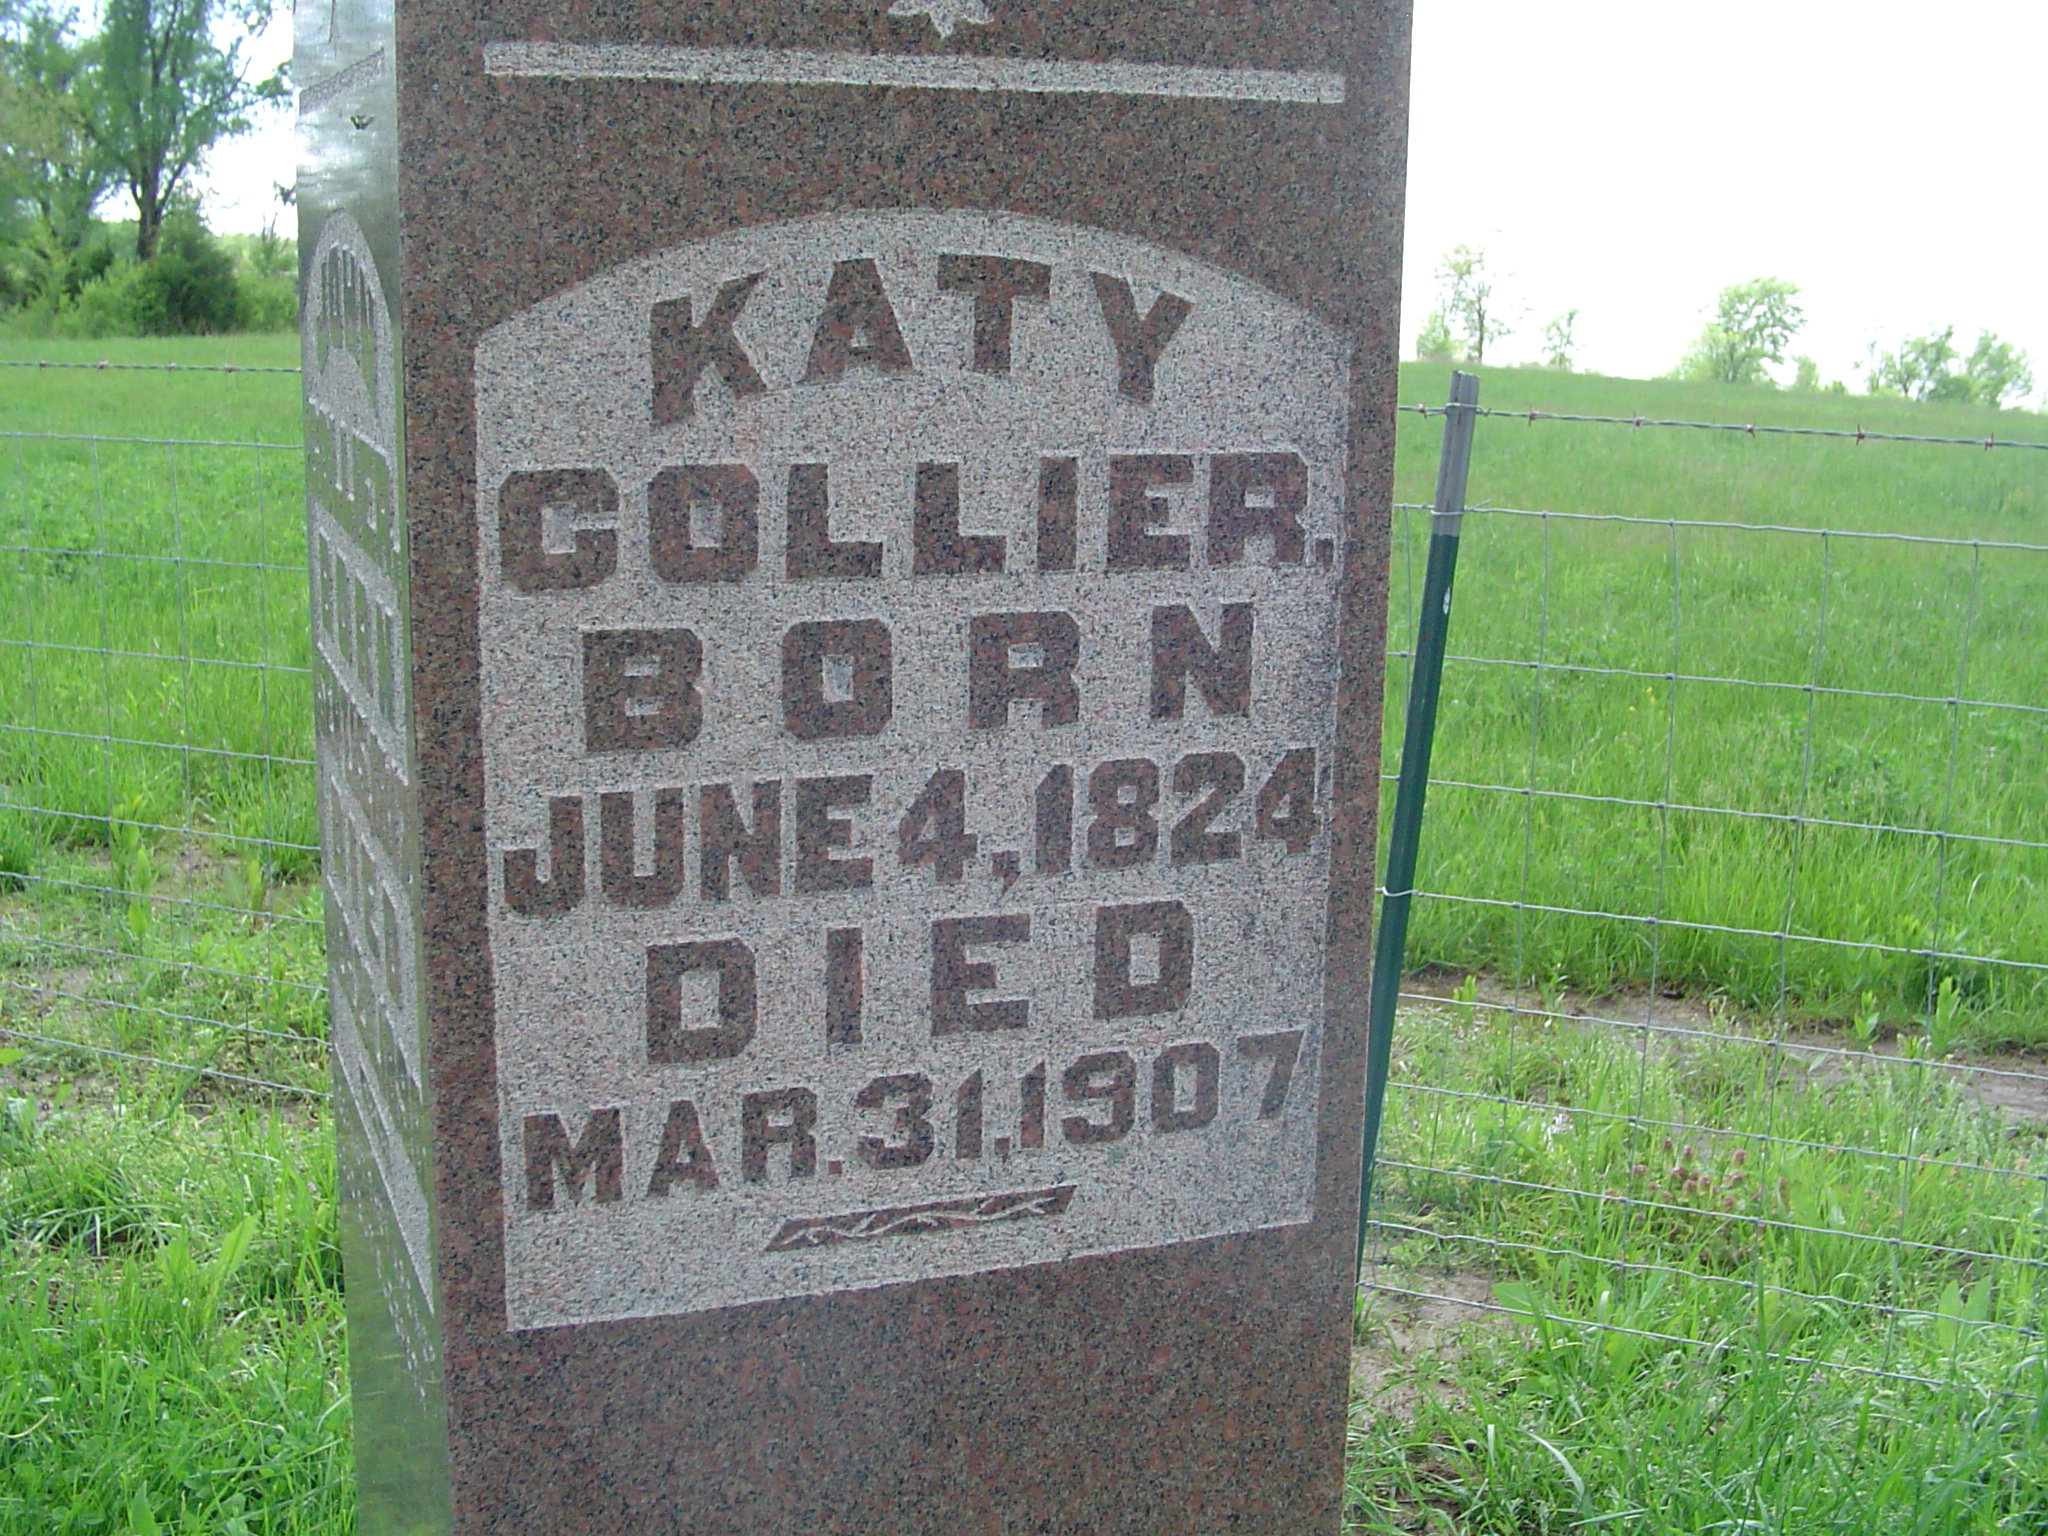 KATY
COLLIER.
BORN
JUNE 4, 1824
DIED
MAR. 31, 1907